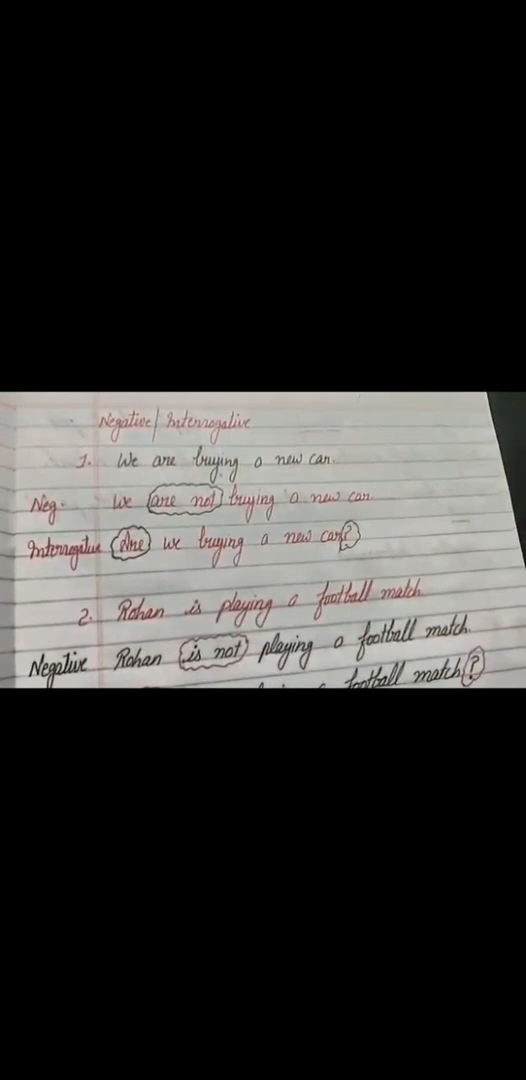 Negative/Interrogative
1. We are buying a new car.
Neg. We are not buying a new car.
Interrogative Are we buying a new car?
2. Rohan is playing a football match.
Negative Rohan is not playing a football match.
football match?